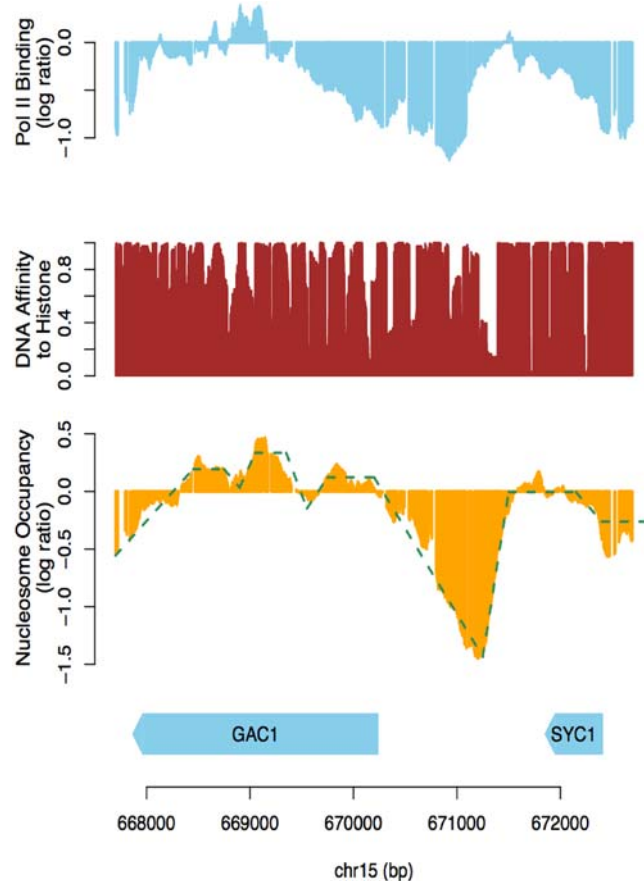 Pol II Binding
(log ratio)
0.0
−1.0
DNA Affinity
to Histone
0.8
0.4
0.0
Nucleosome Occupancy
(log ratio)
0.5
0.0
−0.5
−1.0
−1.5
GAC1
SYC1
668000 669000 670000 671000 672000
chr15 (bp)